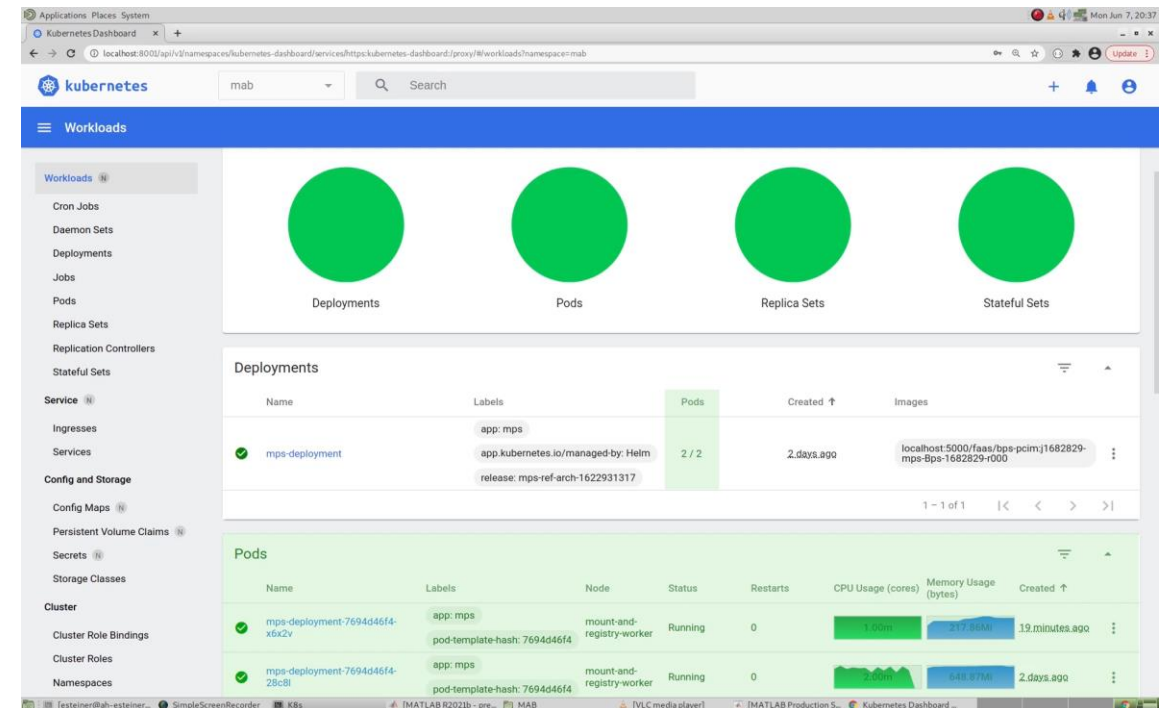 Applications Places System
Mon Jun 7, 20:37
Kubernetes Dashboard
localhost:8001/api/v1/namespaces/kubernetes-dashboard/services/https:kubernetes-dashboard:/proxy/#/workloads?namespace=mab
Update
kubernetes
mab
Search
Workloads
Workloads N
Cron Jobs
Daemon Sets
Deployments
Jobs
Pods
Replica Sets
Replication Controllers
Stateful Sets
Service N
Ingresses
Services
Config and Storage
Config Maps N
Persistent Volume Claims N
Secrets N
Storage Classes
Cluster
Cluster Role Bindings
Cluster Roles
Namespaces
Deployments Pods Replica Sets Stateful Sets
Deployments
Name Labels Pods Created Images
mps-deployment
app: mps
app.kubernetes.io/managed-by: Helm
release: mps-ref-arch-1622931317
2 / 2
2 days ago
localhost:5000/faas/bps-pcim:j1682829-
mps-Bps-1682829-r000
1 – 1 of 1
Pods
Name Labels Node Status Restarts CPU Usage (cores) Memory Usage
(bytes) Created
mps-deployment-7694d46f4-
x6x2v
app: mps
pod-template-hash: 7694d46f4
mount-and-
registry-worker
Running 0 1.00m 217.86Mi 19 minutes ago
mps-deployment-7694d46f4-
28c8l
app: mps
pod-template-hash: 7694d46f4
mount-and-
registry-worker
Running 0 2.00m 648.87Mi 2 days ago
[esteiner@ah-esteiner... SimpleScreenRecorder K8s [MATLAB R2021b - pre... MAB [VLC media player] [MATLAB Production S... Kubernetes Dashboard ...